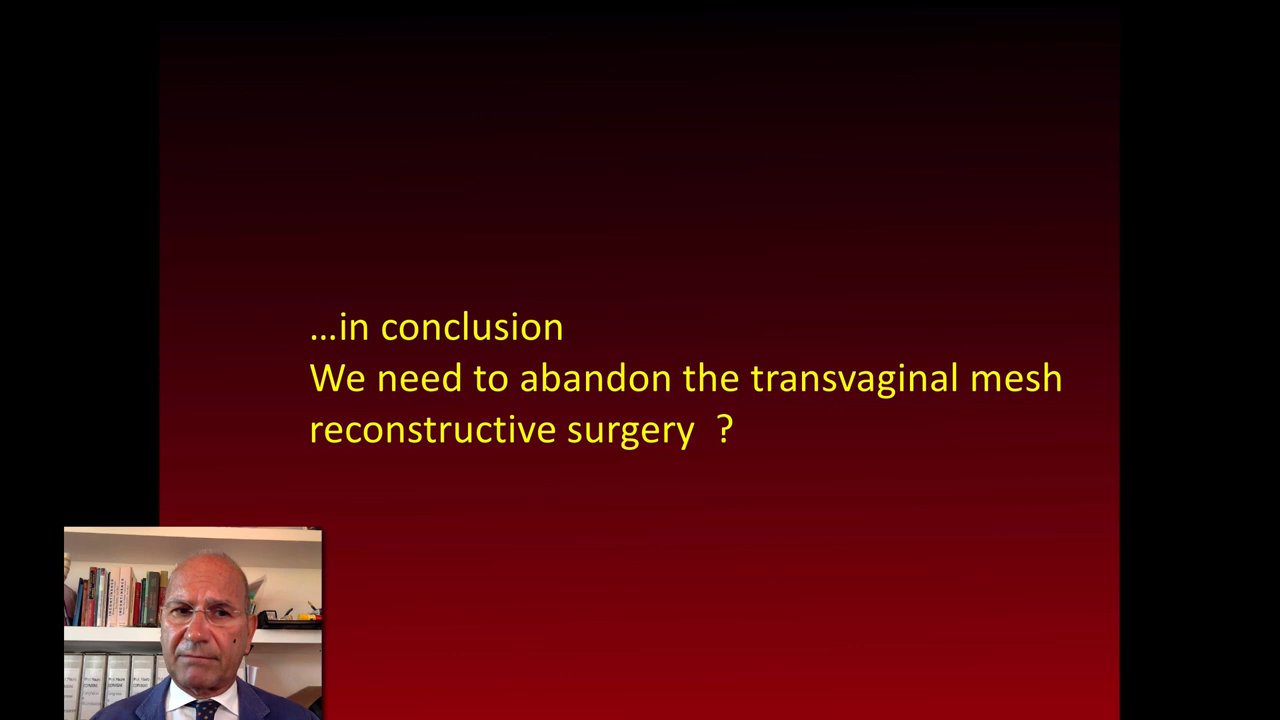 …in conclusion
We need to abandon the transvaginal mesh
reconstructive surgery ?